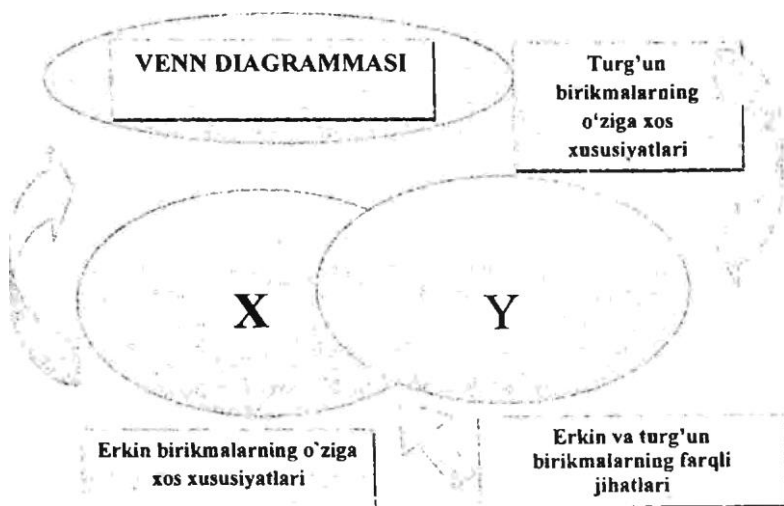 VENN DIAGRAMMASI
Turg'un
birikmalarning
o‘ziga xos
xususiyatlari
X
Y
Erkin birikmalarning o`ziga
xos xususiyatlari
Erkin va turg'un
birikmalarning farqli
jihatlari